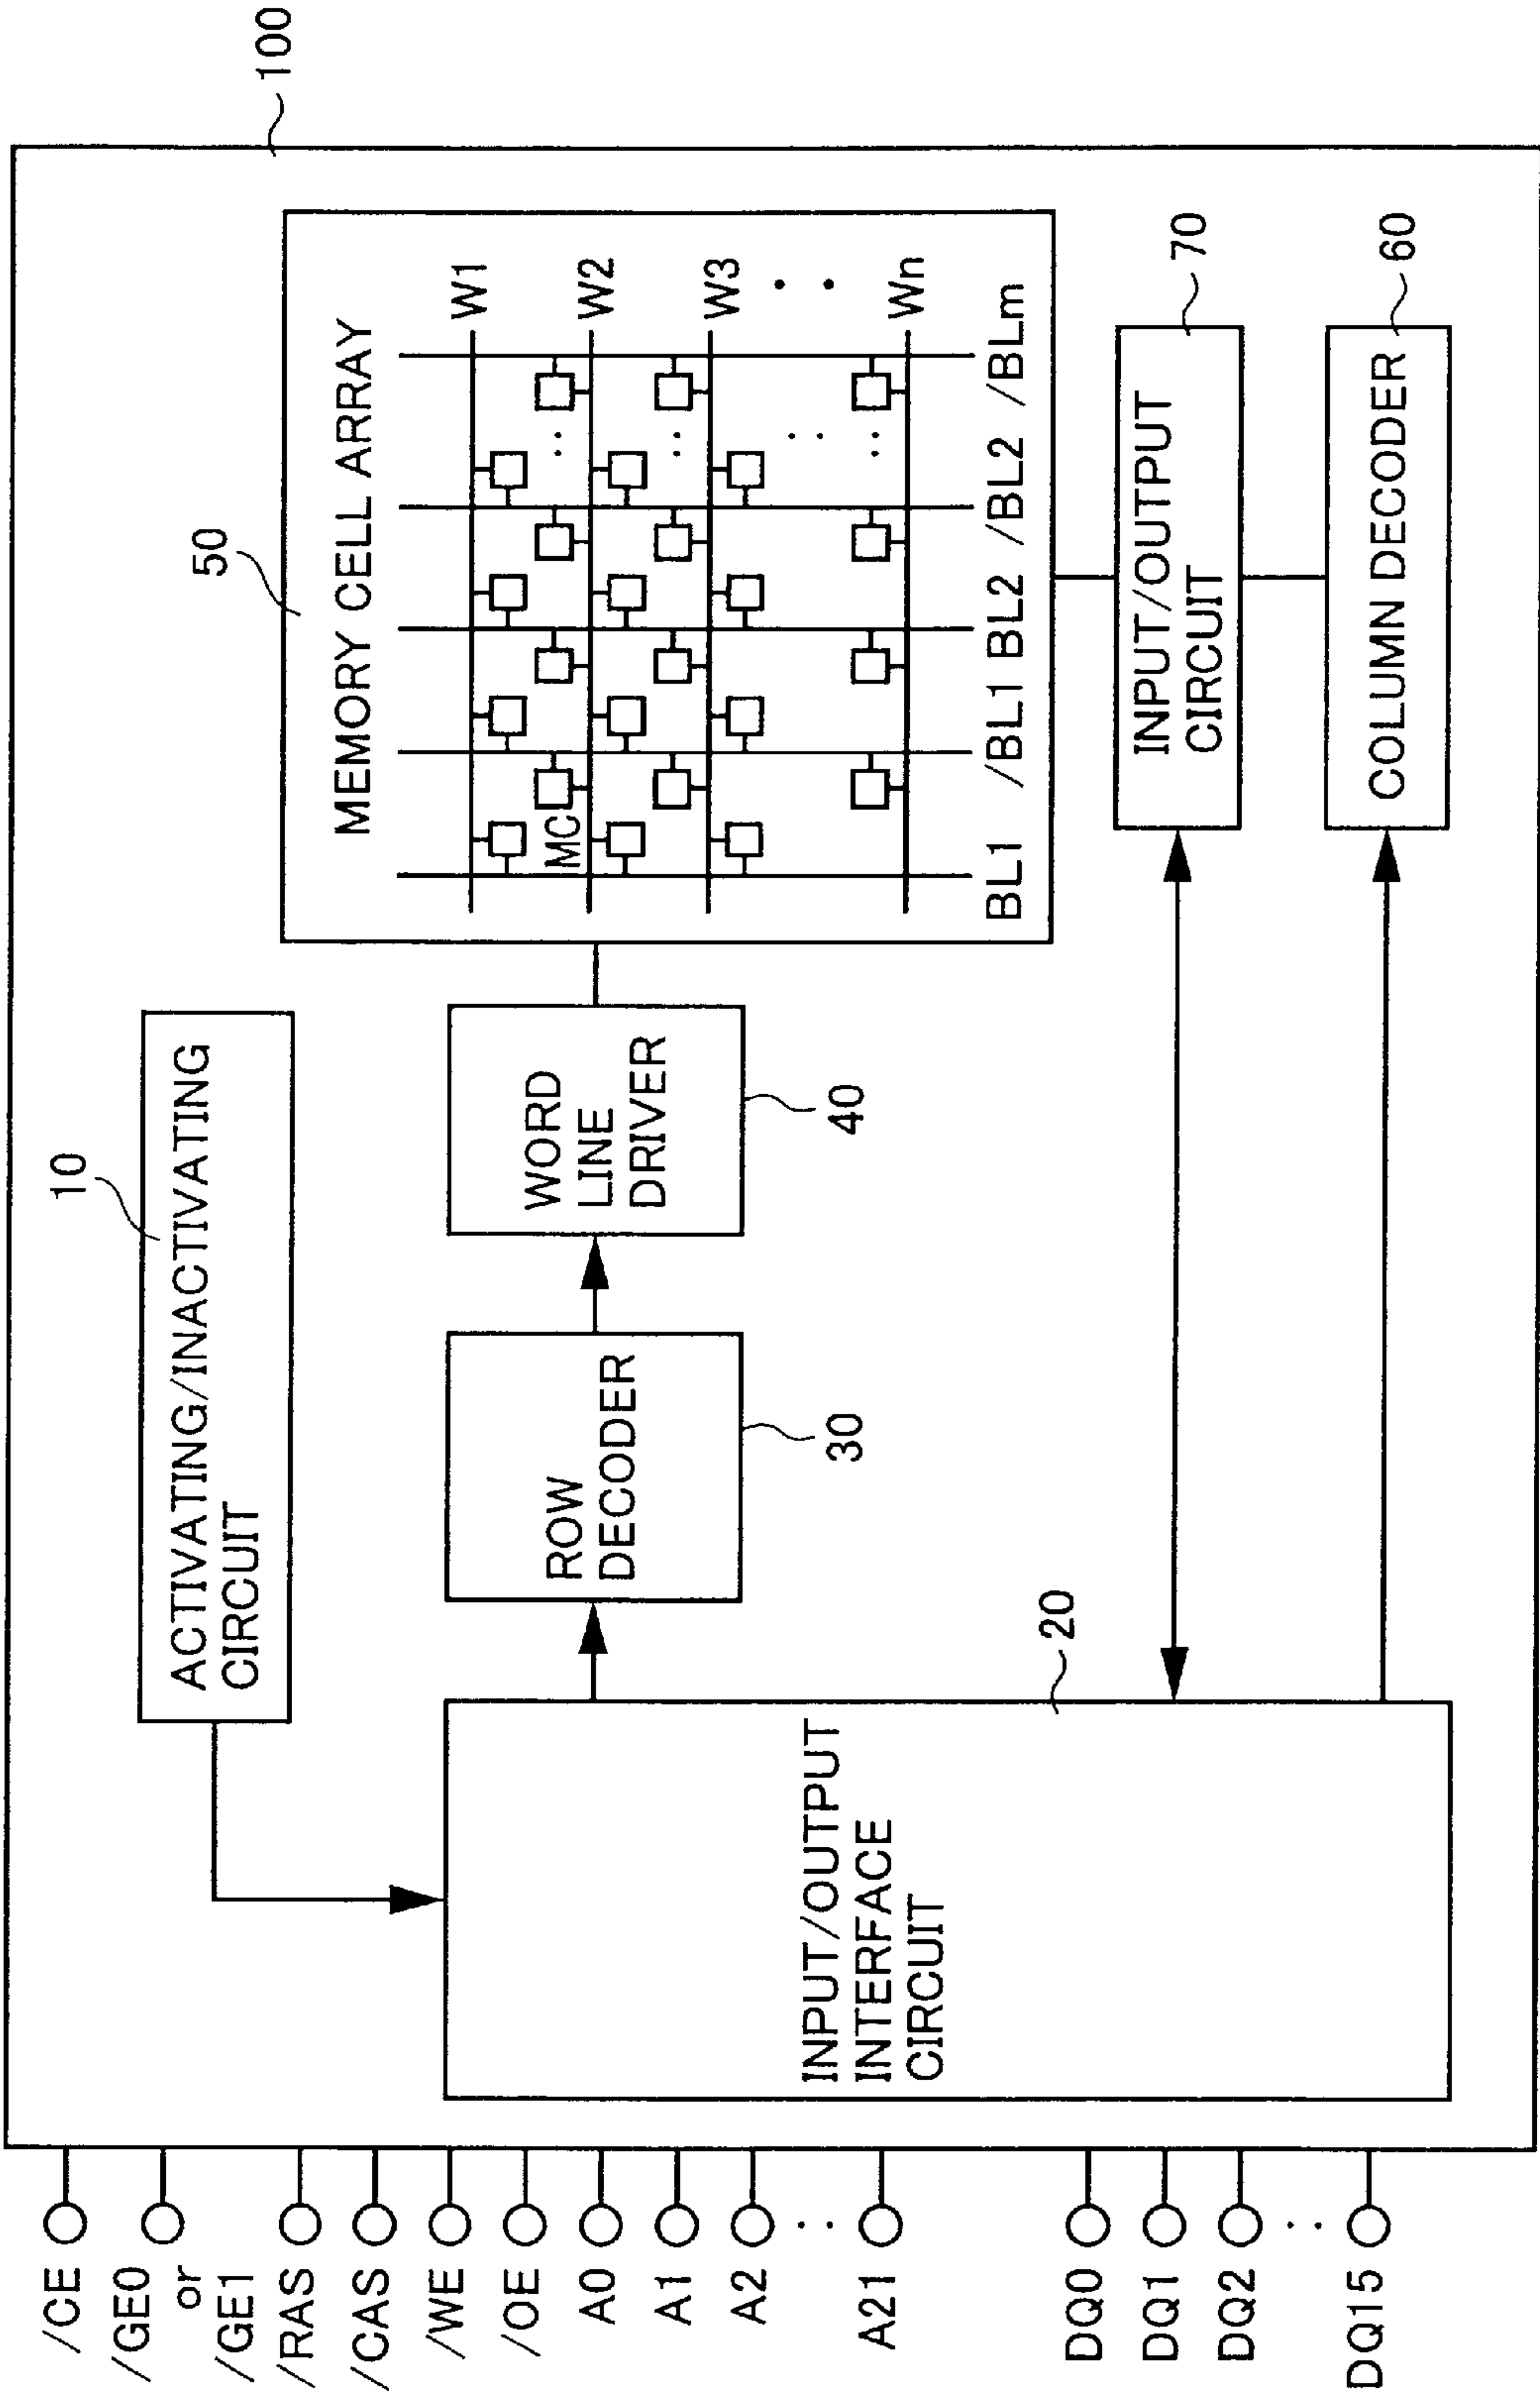 100
10
ACTIVATING/INACTIVATING
CIRCUIT
50
MEMORY CELL ARRAY
W1
W2
W3
Wn
MC
BL1
/BL1
BL2
/BL2
/BLm
WORD
LINE
DRIVER
40
ROW
DECODER
30
INPUT/OUTPUT
INTERFACE
CIRCUIT
20
INPUT/OUTPUT
CIRCUIT
70
COLUMN DECODER
60
/CE
/GE0
or
/GE1
/RAS
/CAS
/WE
/OE
A0
A1
A2
A21
DQ0
DQ1
DQ2
DQ15